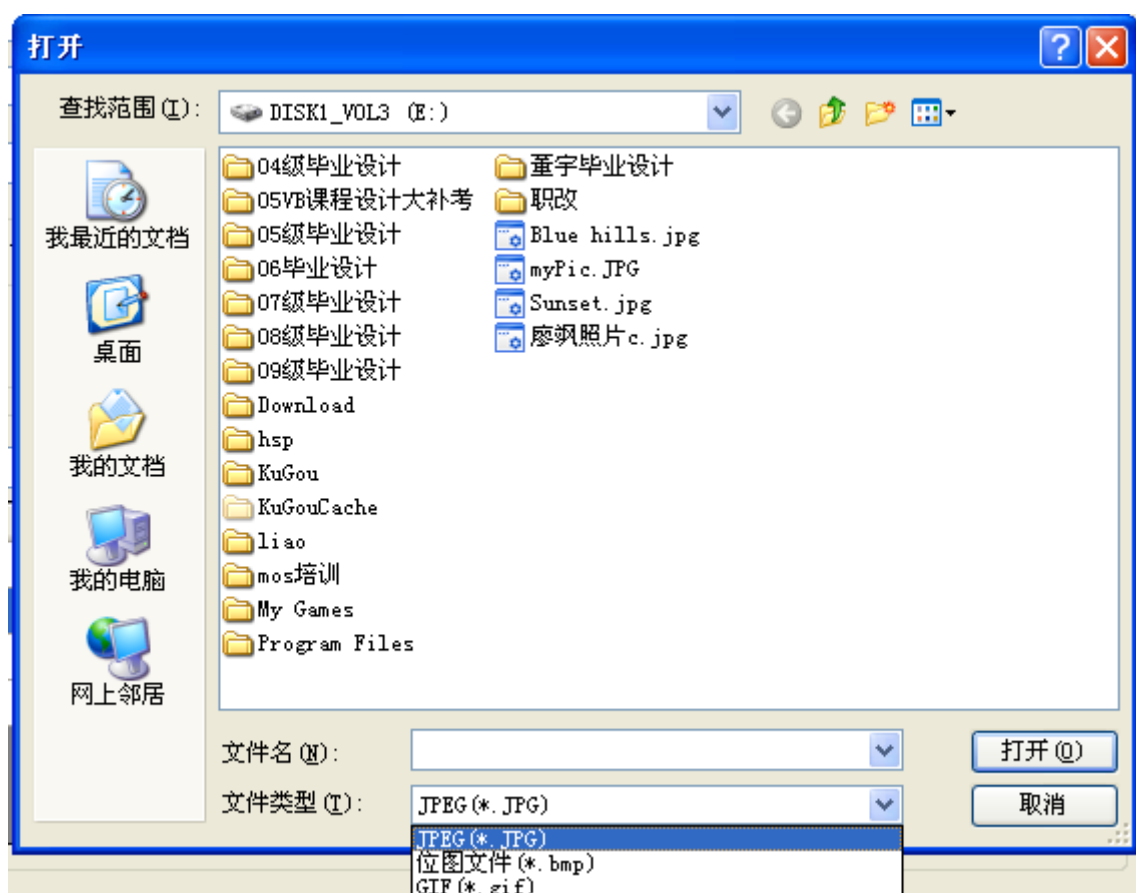 打开
查找范围(I):
DISK1_VOL3 (E:)
我最近的文档
桌面
我的文档
我的电脑
网上邻居
04级毕业设计
05VB课程设计大补考
05级毕业设计
06毕业设计
07级毕业设计
08级毕业设计
09级毕业设计
Download
hsp
KuGou
KuGouCache
liao
mos培训
My Games
Program Files
董宇毕业设计
职改
Blue hills.jpg
myPic.JPG
Sunset.jpg
廖飒照片c.jpg
文件名(N):
打开(O)
文件类型(T):
JPEG(*.JPG)
取消
JPEG(*.JPG)
位图文件(*.bmp)
GIF(*.gif)